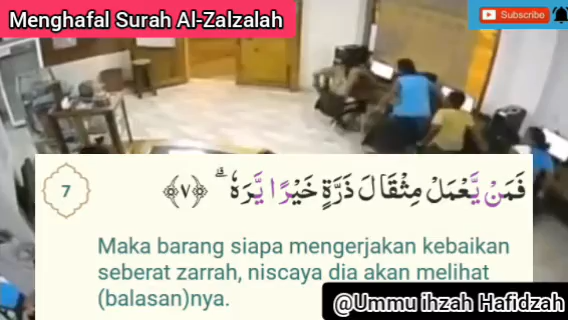 Menghafal Surah Al-Zalzalah
Subscribe
7
فَمَنْ يَّعْمَلْ مِثْقَالَ ذَرَّةٍ خَيْرًا يَّرَهٗ ۚ ﴿٧﴾
Maka barang siapa mengerjakan kebaikan
seberat zarrah, niscaya dia akan melihat
(balasan)nya.
@Ummu ihzah Hafidzah